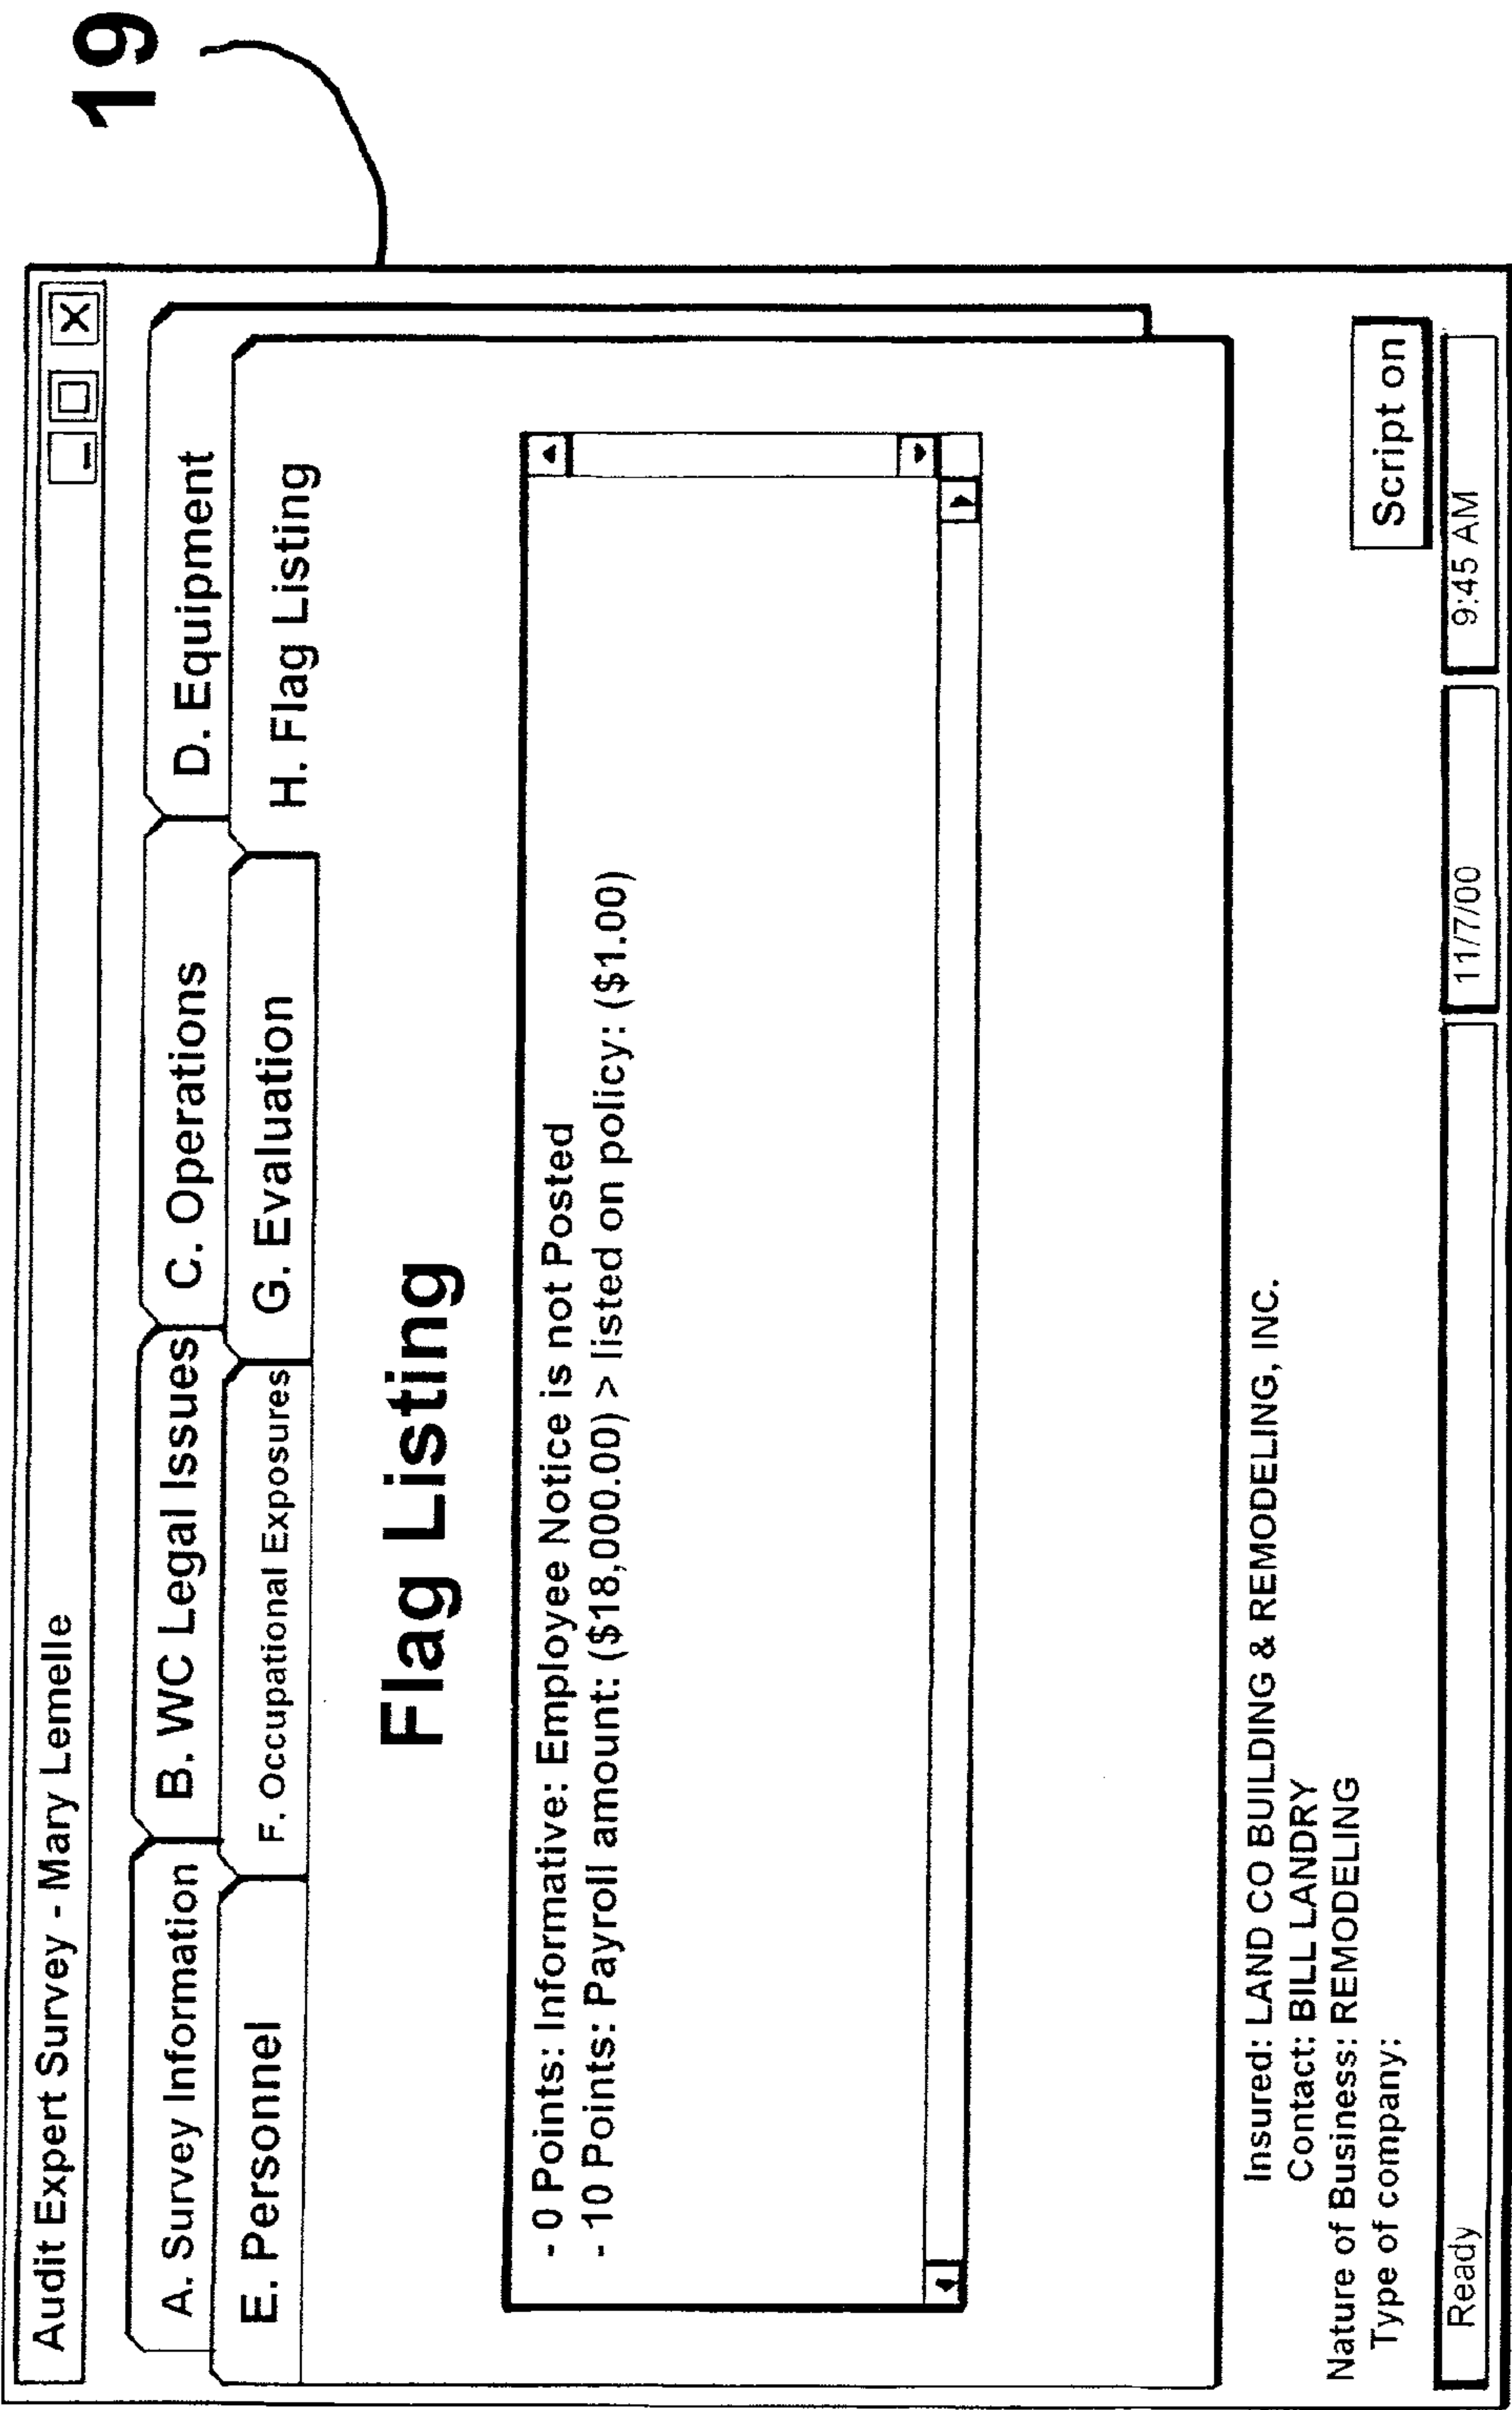 19
Audit Expert Survey - Mary Lemelle
A. Survey Information B. WC Legal Issues C. Operations D. Equipment
E. Personnel F. Occupational Exposures G. Evaluation H. Flag Listing
Flag Listing
- 0 Points: Informative: Employee Notice is not Posted
- 10 Points: Payroll amount: ($18,000.00) > listed on policy: ($1.00)
Insured: LAND CO BUILDING & REMODELING, INC.
Contact: BILL LANDRY
Nature of Business: REMODELING
Type of company:
Script on
Ready 11/7/00 9:45 AM